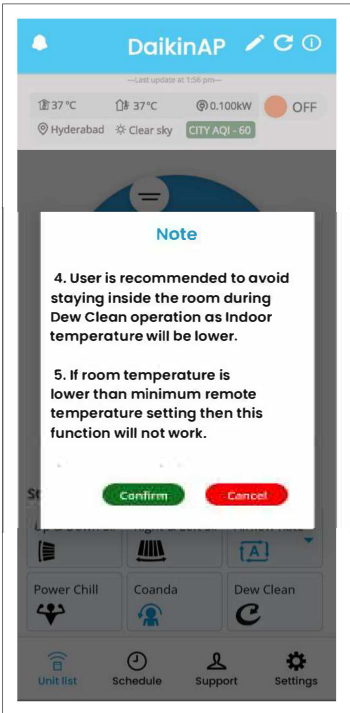 DaikinAP
—Last update at 1:56 pm—
37 °C 37°C 0.100kW OFF
Hyderabad Clear sky CITY AQI - 60
Note
4. User is recommended to avoid
staying inside the room during
Dew Clean operation as Indoor
temperature will be lower.
5. If room temperature is
lower than minimum remote
temperature setting then this
function will not work.
Confirm Cancel
A
Power Chill Coanda Dew Clean
Unit list Schedule Support Settings